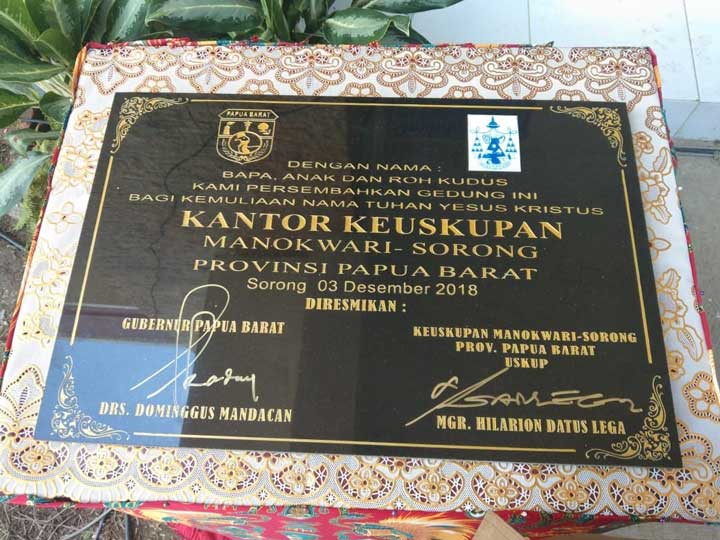 PAPUA BARAT
DENGAN NAMA :
BAPA, ANAK DAN ROH KUDUS
KAMI PERSEMBAHKAN GEDUNG INI
BAGI KEMULIAAN NAMA TUHAN YESUS KRISTUS
KANTOR KEUSKUPAN
MANOKWARI- SORONG
PROVINSI PAPUA BARAT
Sorong 03 Desember 2018
DIRESMIKAN :
GUBERNUR PAPUA BARAT
DRS. DOMINGGUS MANDACAN
KEUSKUPAN MANOKWARI-SORONG
PROV. PAPUA BARAT
USKUP
MGR. HILARION DATUS LEGA